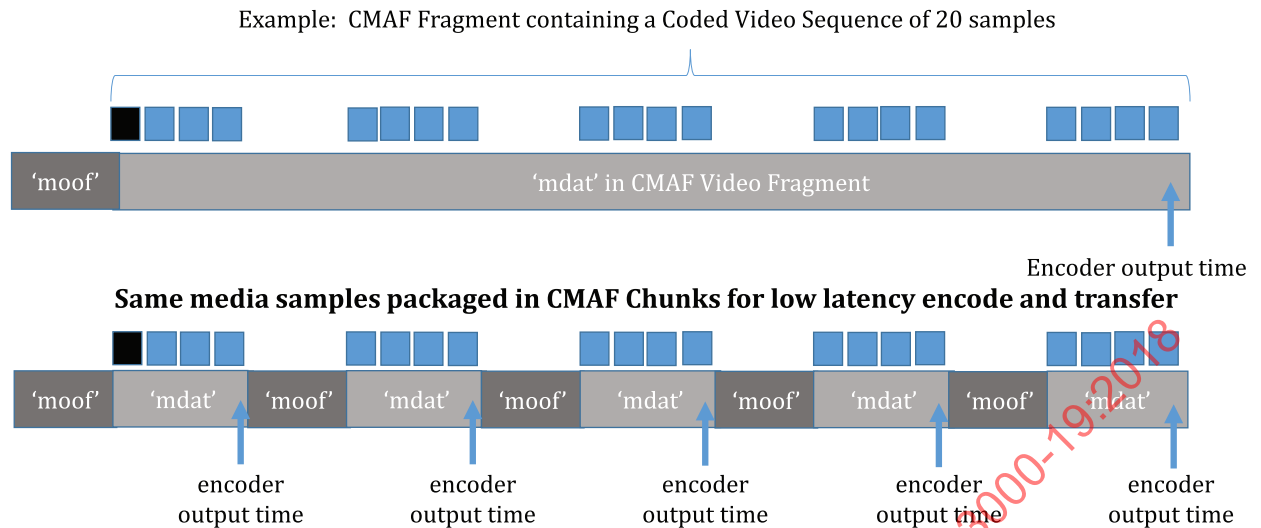 Example:  CMAF Fragment containing a Coded Video Sequence of 20 samples
‘moof’ ‘mdat’ in CMAF Video Fragment
Encoder output time
Same media samples packaged in CMAF Chunks for low latency encode and transfer
‘moof’ ‘mdat’ ‘moof’ ‘mdat’ ‘moof’ ‘mdat’ ‘moof’ ‘mdat’ ‘moof’ ‘mdat’
encoder encoder encoder encoder encoder
output time output time output time output time output time
3000-19:2018